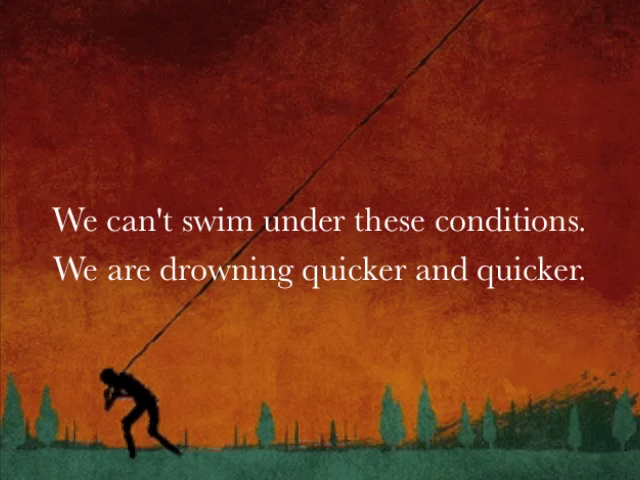 We can't swim under these conditions.
We are drowning quicker and quicker.